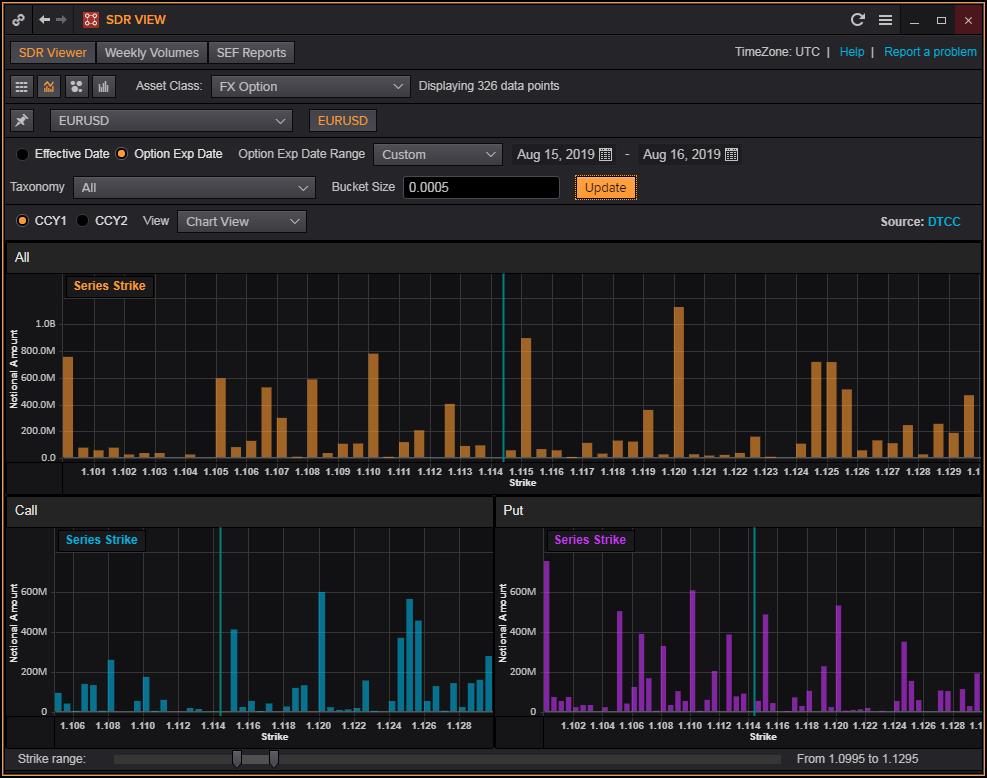 SDR VIEW
SDR Viewer Weekly Volumes SEF Reports TimeZone: UTC | Help | Report a problem
Asset Class: FX Option Displaying 326 data points
EURUSD EURUSD
Effective Date Option Exp Date Option Exp Date Range Custom Aug 15, 2019 - Aug 16, 2019
Taxonomy All Bucket Size 0.0005 Update
CCY1 CCY2 View Chart View Source: DTCC
All
Series Strike
Notional Amount
1.0B
800.0M
600.0M
400.0M
200.0M
0.0
1.101 1.102 1.103 1.104 1.105 1.106 1.107 1.108 1.109 1.110 1.111 1.112 1.113 1.114 1.115 1.116 1.117 1.118 1.119 1.120 1.121 1.122 1.123 1.124 1.125 1.126 1.127 1.128 1.129 1.1
Strike
Call
Series Strike
Notional Amount
600M
400M
200M
0
1.106 1.108 1.110 1.112 1.114 1.116 1.118 1.120 1.122 1.124 1.126 1.128
Strike
Put
Series Strike
Notional Amount
600M
400M
200M
0
1.102 1.104 1.106 1.108 1.110 1.112 1.114 1.116 1.118 1.120 1.122 1.124 1.126 1.128 1.1
Strike
Strike range: From 1.0995 to 1.1295